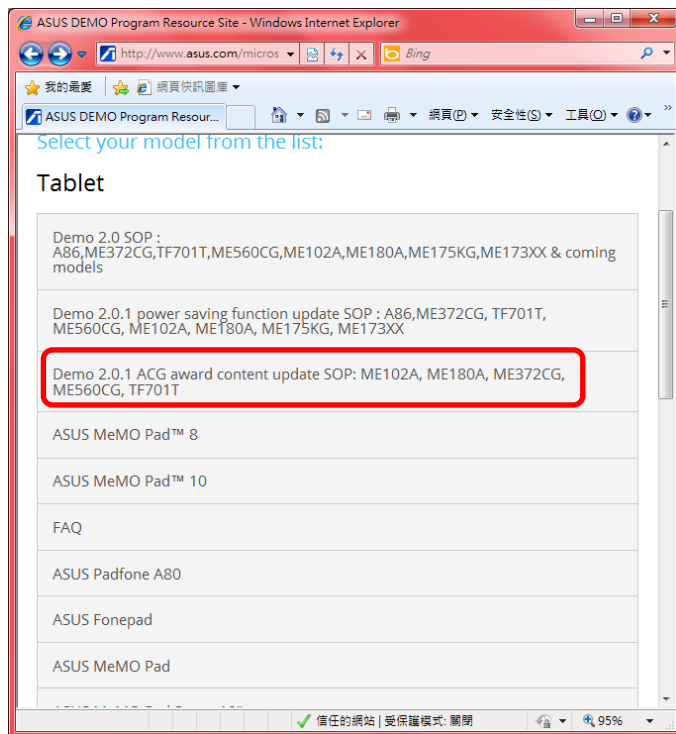 ASUS DEMO Program Resource Site - Windows Internet Explorer
http://www.asus.com/micros
Bing
我的最愛 網頁快訊圖庫
ASUS DEMO Program Resour... 網頁(P) 安全性(S) 工具(O) »
Select your model from the list:
Tablet
Demo 2.0 SOP :
A86,ME372CG,TF701T,ME560CG,ME102A,ME180A,ME175KG,ME173XX & coming
models
Demo 2.0.1 power saving function update SOP : A86,ME372CG, TF701T,
ME560CG, ME102A, ME180A, ME175KG, ME173XX
Demo 2.0.1 ACG award content update SOP: ME102A, ME180A, ME372CG,
ME560CG, TF701T
ASUS MeMO Pad™ 8
ASUS MeMO Pad™ 10
FAQ
ASUS Padfone A80
ASUS Fonepad
ASUS MeMO Pad
信任的網站 | 受保護模式: 關閉 95%